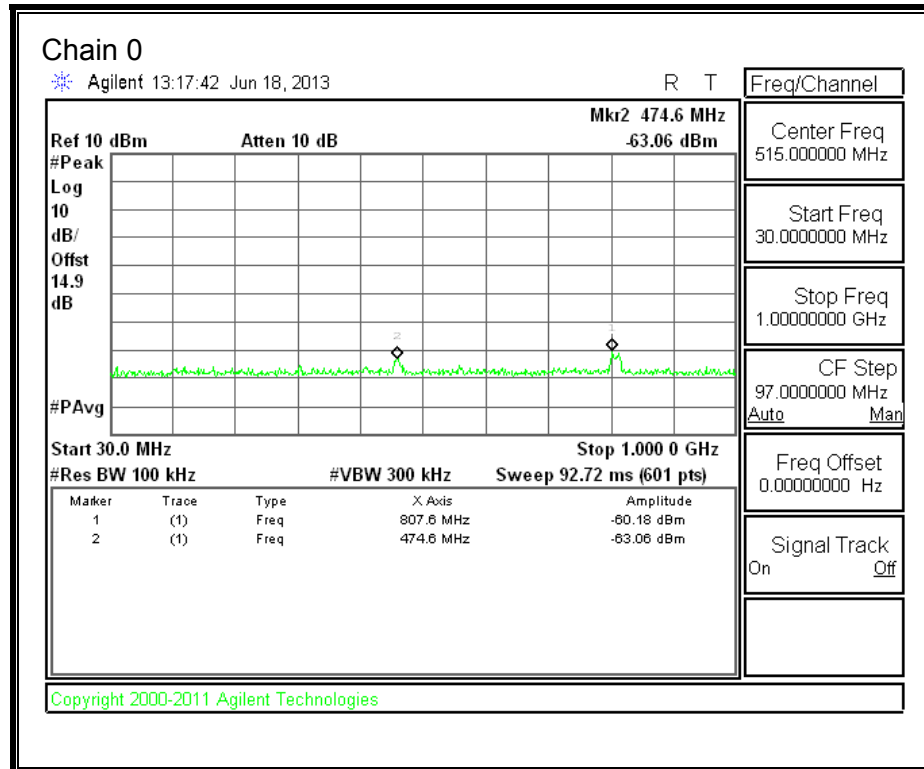 Chain 0
Agilent 13:17:42 Jun 18, 2013 R T
Mkr2 474.6 MHz
Ref 10 dBm Atten 10 dB -63.06 dBm
#Peak
Log
10
dB/
Offst
14.9
dB
2
1
#PAvg
Start 30.0 MHz Stop 1.000 0 GHz
#Res BW 100 kHz #VBW 300 kHz Sweep 92.72 ms (601 pts)
Marker Trace Type X Axis Amplitude
1 (1) Freq 807.6 MHz -60.18 dBm
2 (1) Freq 474.6 MHz -63.06 dBm
Copyright 2000-2011 Agilent Technologies
Freq/Channel
Center Freq
515.000000 MHz
Start Freq
30.0000000 MHz
Stop Freq
1.00000000 GHz
CF Step
97.0000000 MHz
Auto Man
Freq Offset
0.00000000 Hz
Signal Track
On Off